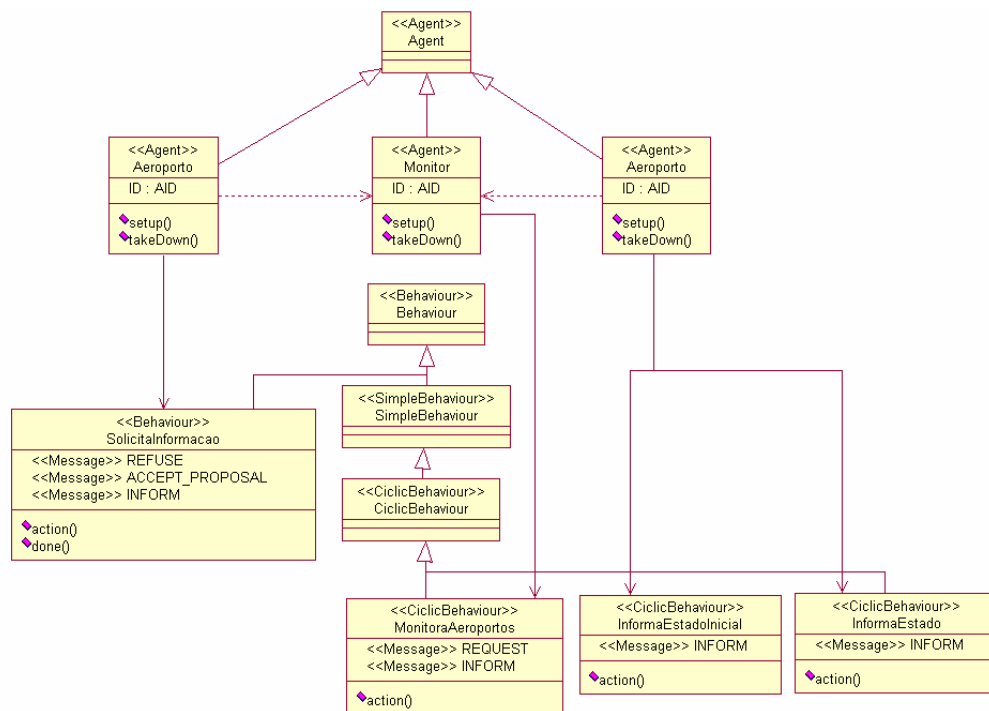 <<Agent>>
Agent
<<Agent>>
Aeroporto
ID : AID
setup()
takeDown()
<<Agent>>
Monitor
ID : AID
setup()
takeDown()
<<Agent>>
Aeroporto
ID : AID
setup()
takeDown()
<<Behaviour>>
Behaviour
<<SimpleBehaviour>>
SimpleBehaviour
<<Behaviour>>
SolicitaInformacao
<<Message>> REFUSE
<<Message>> ACCEPT_PROPOSAL
<<Message>> INFORM
action()
done()
<<CiclicBehaviour>>
CiclicBehaviour
<<CiclicBehaviour>>
MonitoraAeroportos
<<Message>> REQUEST
<<Message>> INFORM
action()
<<CiclicBehaviour>>
InformaEstadoInicial
<<Message>> INFORM
action()
<<CiclicBehaviour>>
InformaEstado
<<Message>> INFORM
action()